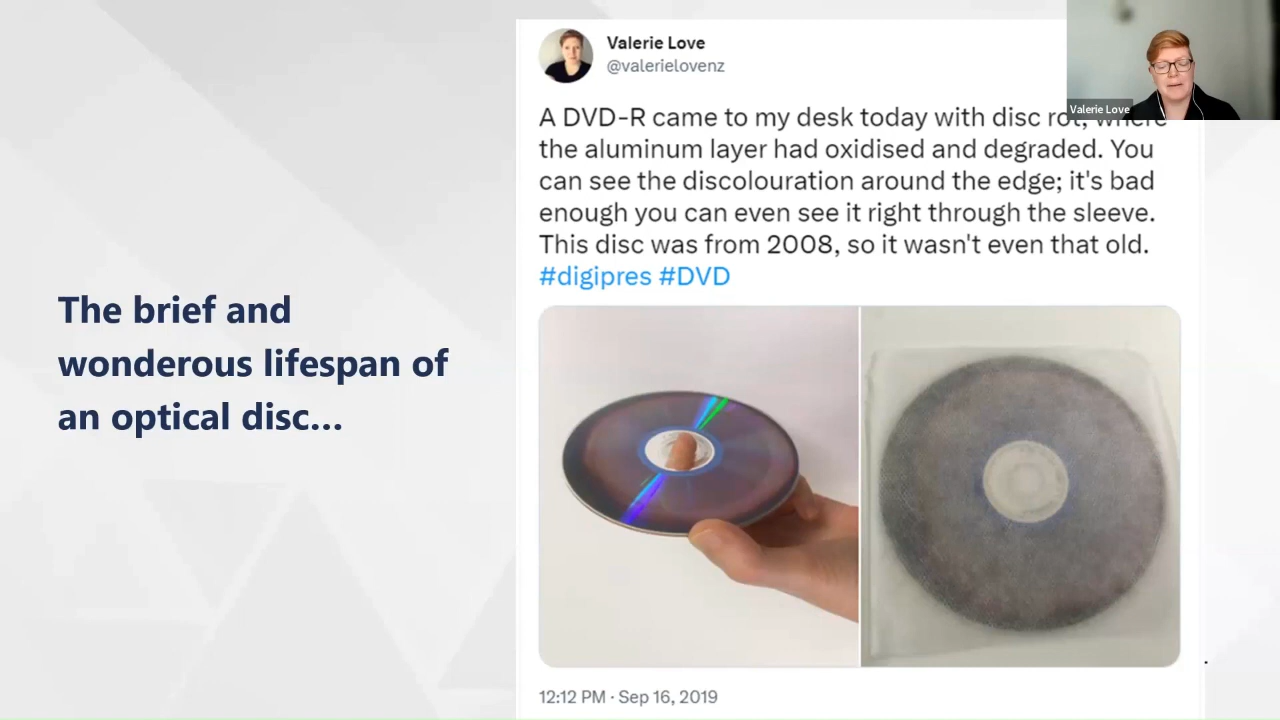 The brief and
wonderous lifespan of
an optical disc...
Valerie Love
@valerielovenz
A DVD-R came to my desk today with disc rot, where
the aluminum layer had oxidised and degraded. You
can see the discolouration around the edge; it's bad
enough you can even see it right through the sleeve.
This disc was from 2008, so it wasn't even that old.
#digipres #DVD
12:12 PM · Sep 16, 2019
Valerie Love